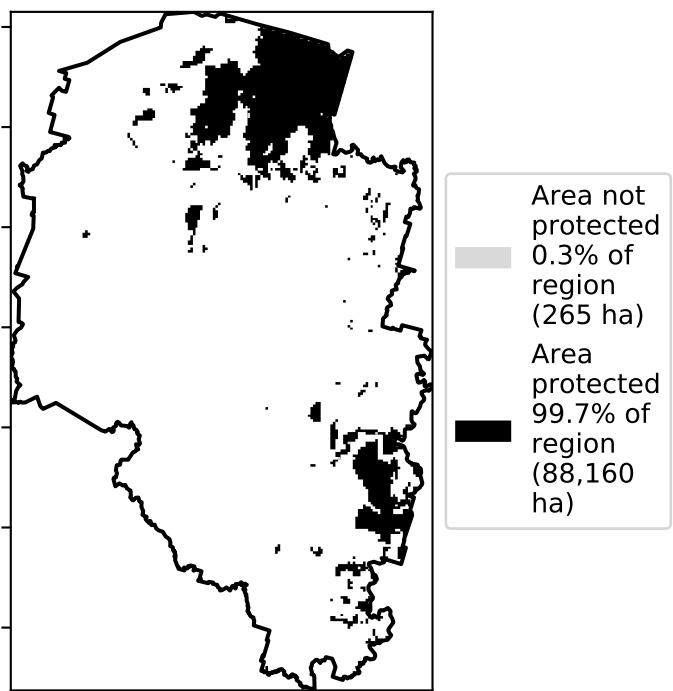 Area not
protected
0.3% of
region
(265 ha)
Area
protected
99.7% of
region
(88,160
ha)